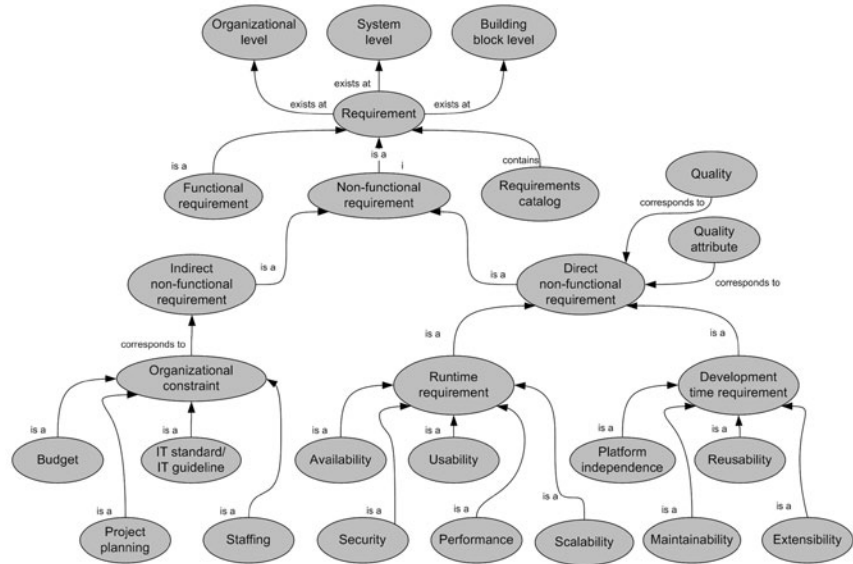 Organizational
level
System
level
Building
block level
exists at
exists at
exists at
Requirement
is a
is a
i
contains
Functional
requirement
Non-functional
requirement
Requirements
catalog
Quality
corresponds to
Quality
attribute
corresponds to
Indirect
non-functional
requirement
is a
is a
Direct
non-functional
requirement
corresponds to
is a
is a
Organizational
constraint
Runtime
requirement
Development
time requirement
is a
is a
is a
is a
is a
is a
Budget
IT standard/
IT guideline
Availability
Usability
Platform
independence
Reusability
is a
is a
is a
is a
is a
is a
is a
Project
planning
Staffing
Security
Performance
Scalability
Maintainability
Extensibility